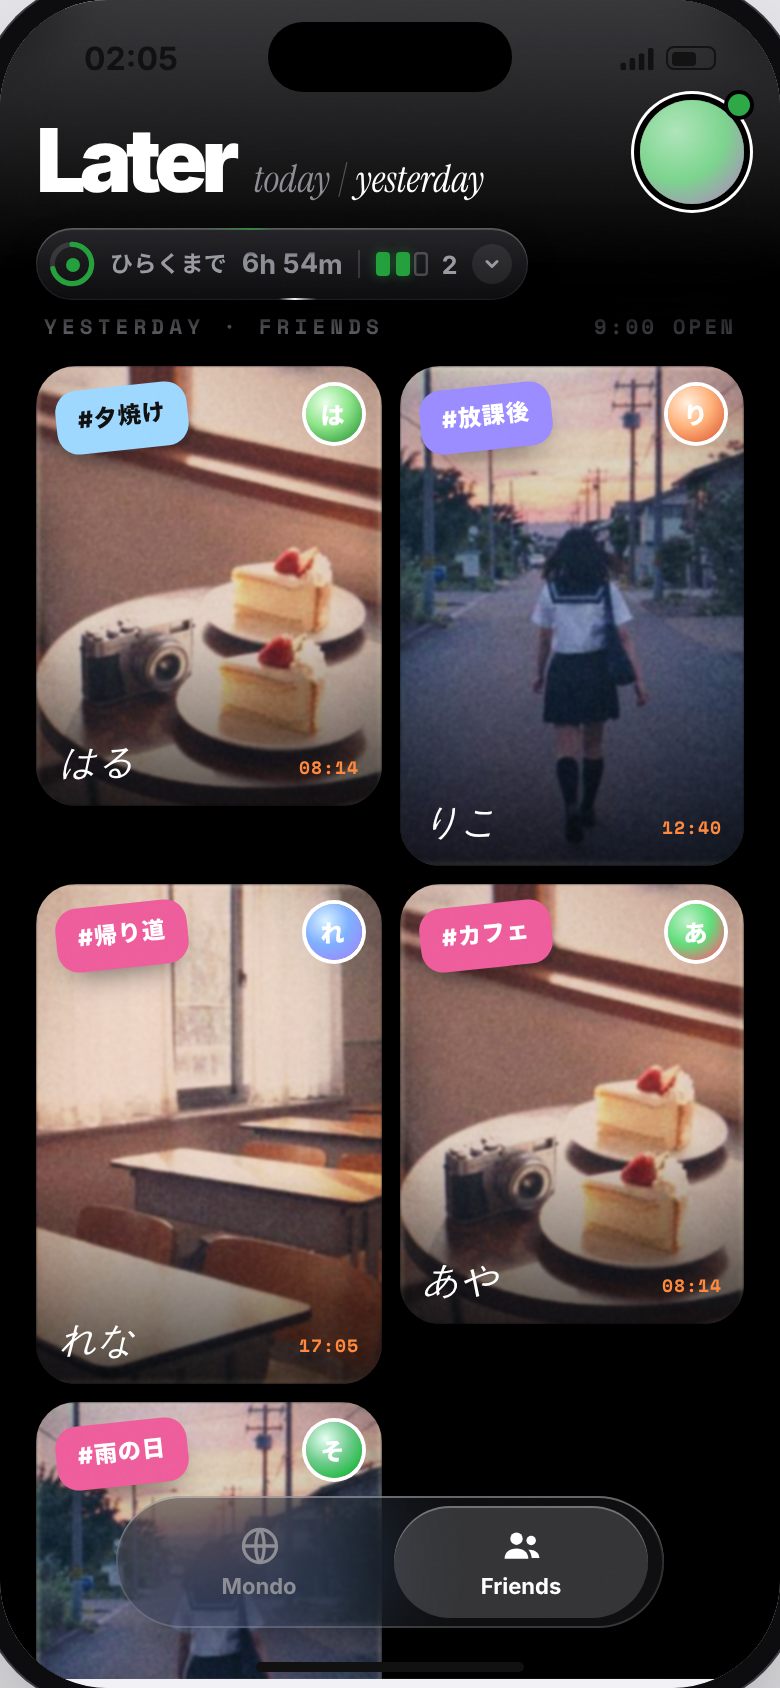 02:05
Later today / yesterday
ひらくまで 6h 54m 2
YESTERDAY · FRIENDS 9:00 OPEN
#夕焼け は
はる 08:14
#放課後 り
りこ 12:40
#帰り道 れ
れな 17:05
#カフェ あ
あや 08:14
#雨の日 そ
Mondo Friends